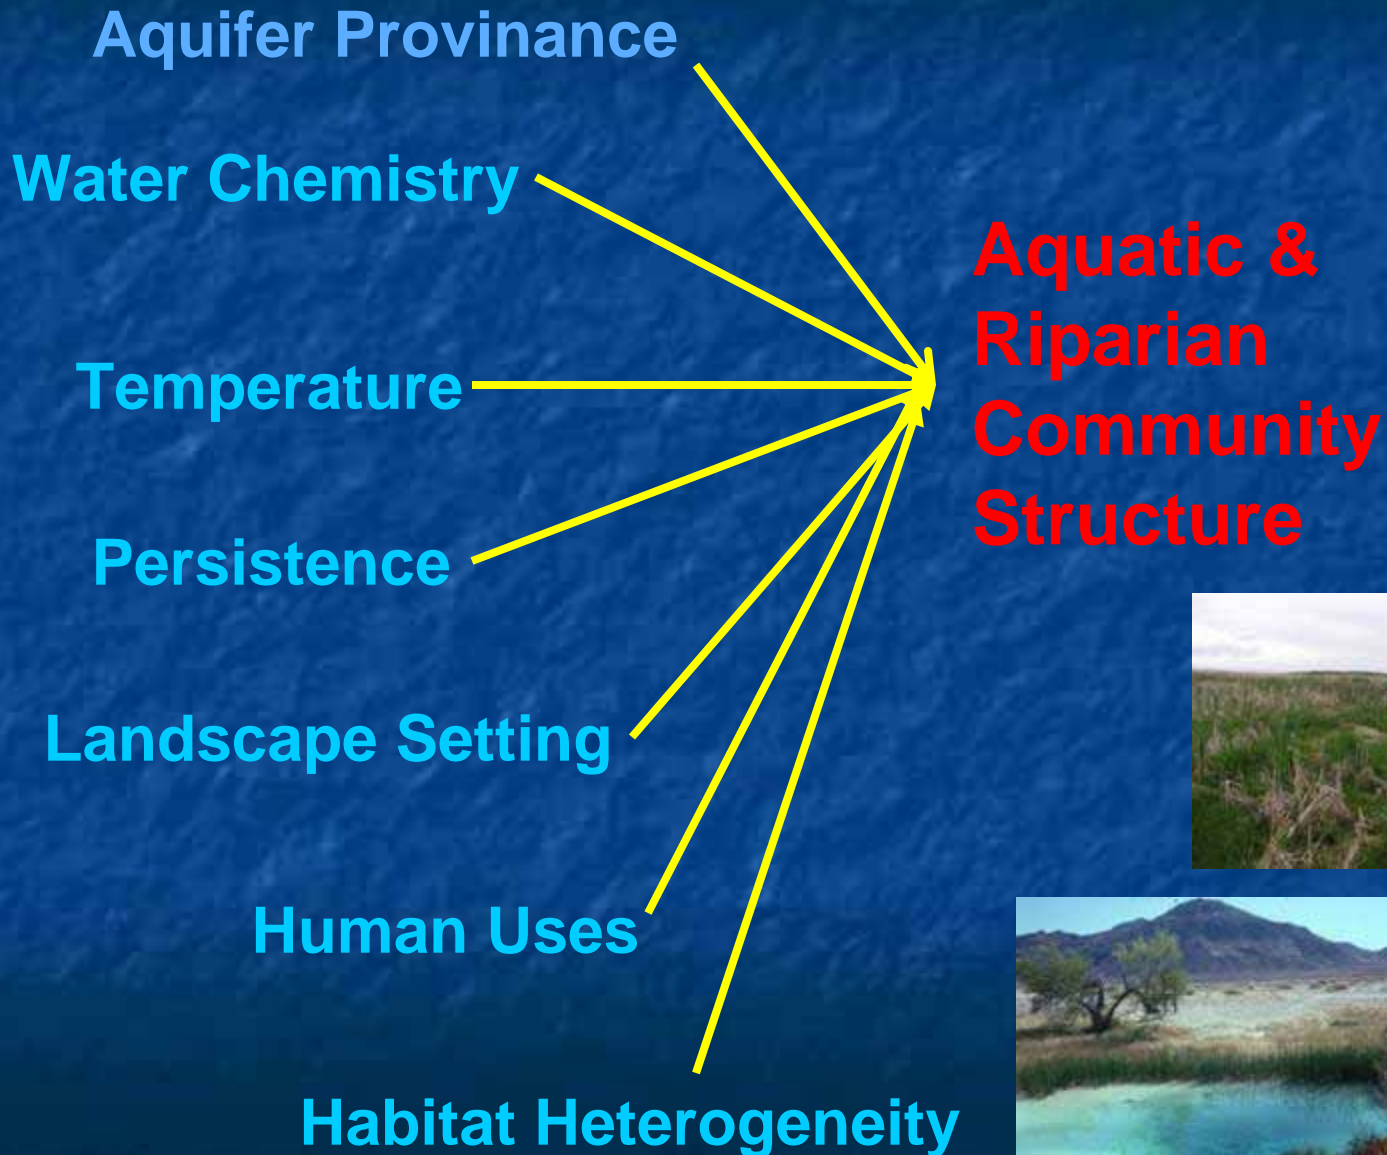 Aquifer Provinance
Water Chemistry
Temperature
Persistence
Landscape Setting
Human Uses
Habitat Heterogeneity
Aquatic &
Riparian
Community
Structure